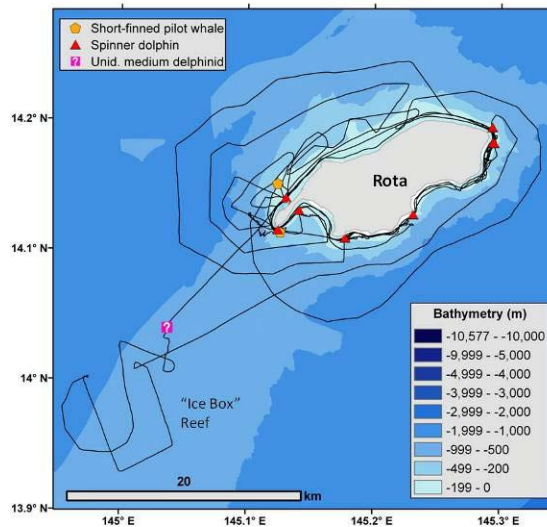 Short-finned pilot whale
Spinner dolphin
? Unid. medium delphinid
14.2° N
14.1° N
14° N
13.9° N
Rota
?
"Ice Box"
Reef
Bathymetry (m)
-10,577 - -10,000
-9,999 - -5,000
-4,999 - -4,000
-3,999 - -3,000
-2,999 - -2,000
-1,999 - -1,000
-999 - -500
-499 - -200
-199 - 0
20
km
145° E
145.1° E
145.2° E
145.3° E